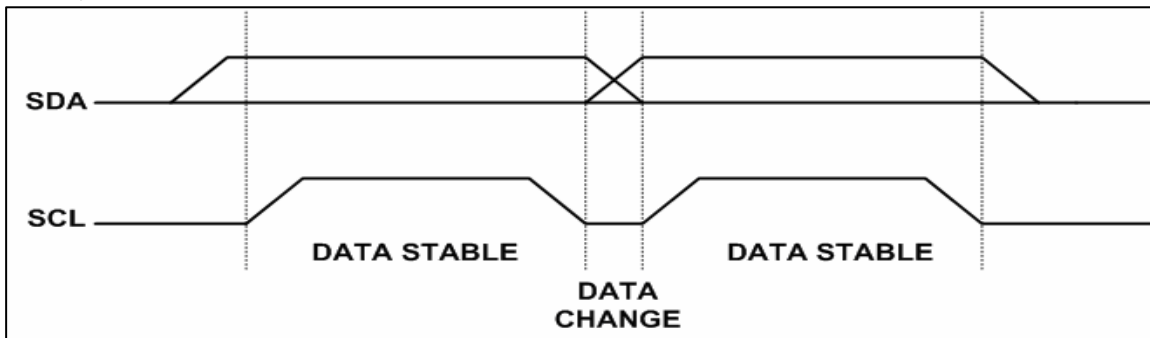 SDA
SCL
DATA STABLE
DATA STABLE
DATA
CHANGE